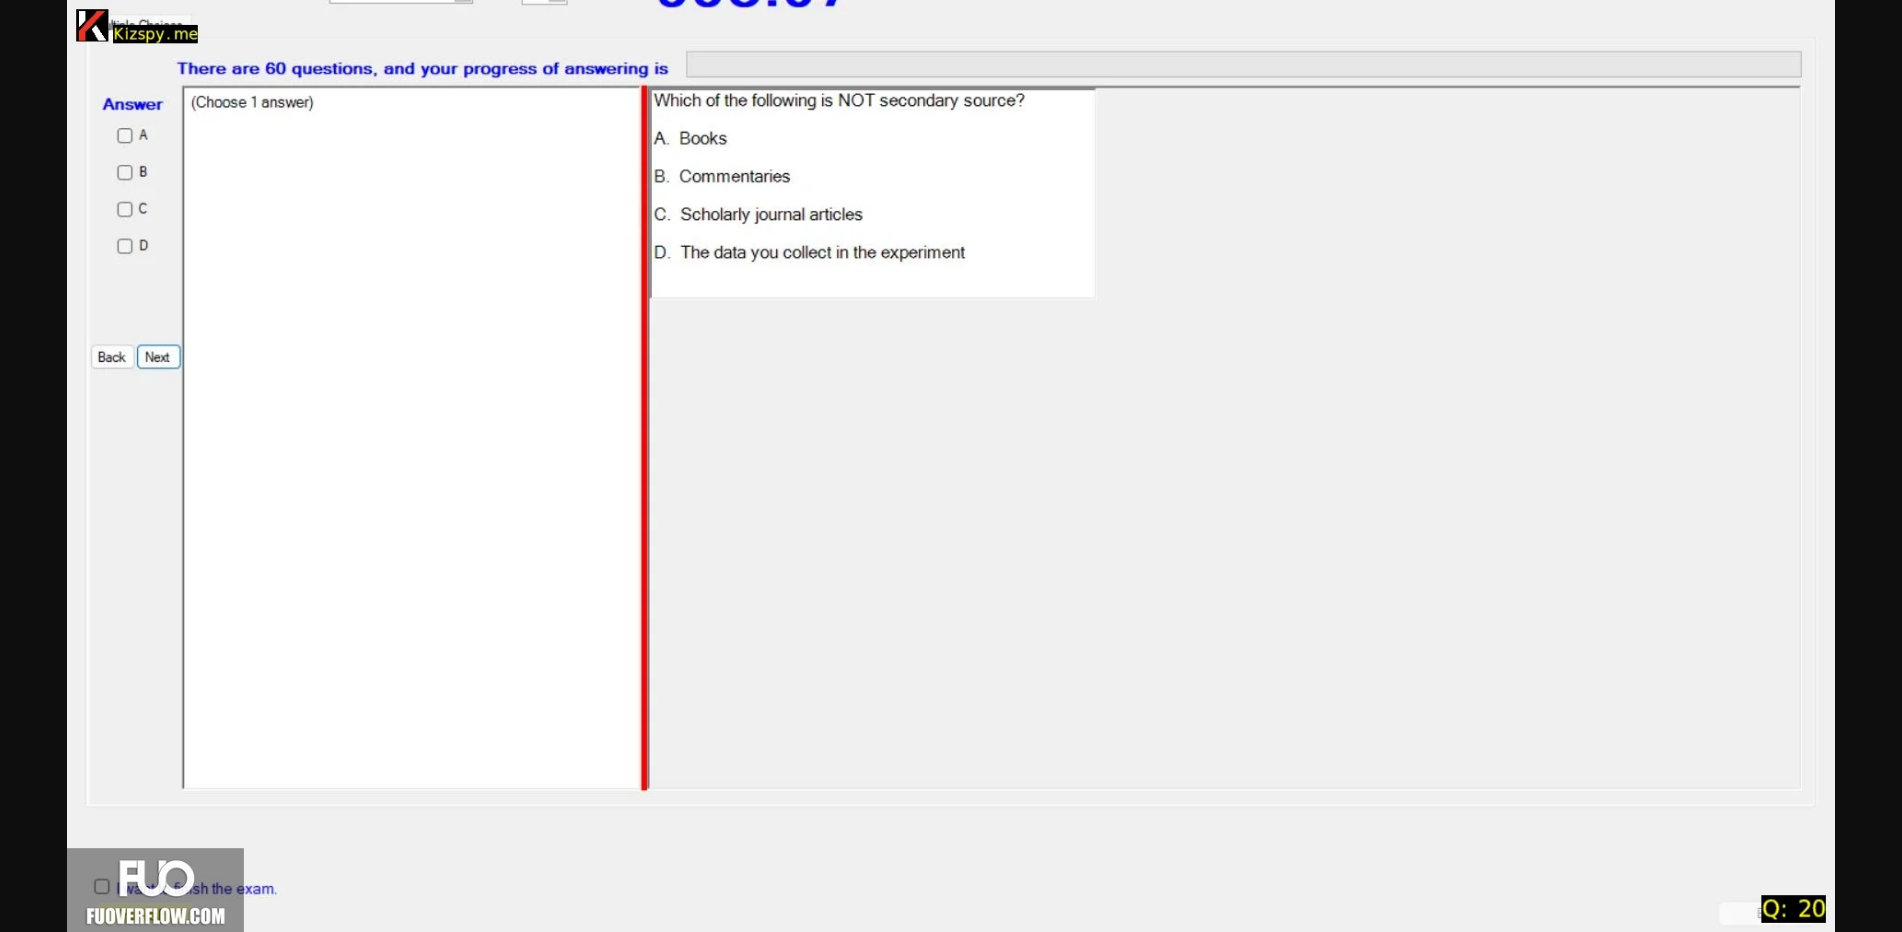 Kizspy.me
There are 60 questions, and your progress of answering is
Answer
(Choose 1 answer)
A
B
C
D
Back
Next
Which of the following is NOT secondary source?
A. Books
B. Commentaries
C. Scholarly journal articles
D. The data you collect in the experiment
FUO
finish the exam.
FUOVERFLOW.COM
Q: 20